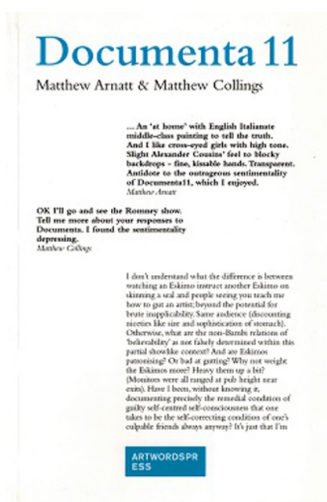 Documenta 11
Matthew Arnatt & Matthew Collings
... An 'at home' with English Italianate
middle-class painting to tell the truth.
And I like cross-eyed girls with high tone.
Slight Alexander Cousins' feel to blocky
backdrops - fine, kissable hands. Transparent.
Antidote to the outrageous sentimentality
of Documenta11, which I enjoyed.
Matthew Arnatt
OK I'll go and see the Romney show.
Tell me more about your responses to
Documenta. I found the sentimentality
depressing.
Matthew Collings
I don't understand what the difference is between
watching an Eskimo instruct another Eskimo on
skinning a seal and people seeing you teach me
how to gut an artist; beyond the potential for
brute inapplicability. Same audience (discounting
niceties like size and sophistication of stomach).
Otherwise, what are the non-Bambi relations of
'believability' as not falsely determined within this
partial showlike context? And are Eskimos
patronising? Or bad at gutting? Why not weight
the Eskimos more? Heavy them up a bit?
(Monitors were all ranged at pub height near
exits). Have I been, without knowing it,
documenting precisely the remedial condition of
guilty self-centred self-consciousness that one
takes to be the self-correcting condition of one's
culpable friends always anyway? It's just that I'm
ARTWORDSPR
ESS